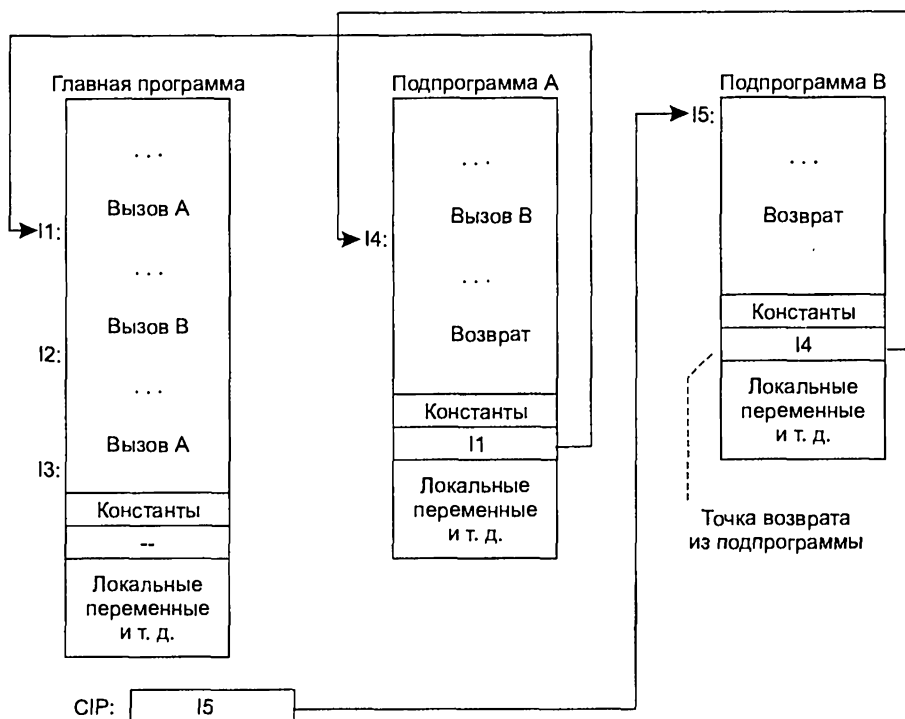 Главная программа
. . .
Вызов А
I1:
. . .
Вызов В
I2:
. . .
Вызов А
I3:
Константы
--
Локальные
переменные
и т. д.
Подпрограмма А
. . .
Вызов В
I4:
. . .
Возврат
Константы
I1
Локальные
переменные
и т. д.
Подпрограмма В
I5:
. . .
Возврат
Константы
I4
Локальные
переменные
и т. д.
Точка возврата
из подпрограммы
CIP:
I5